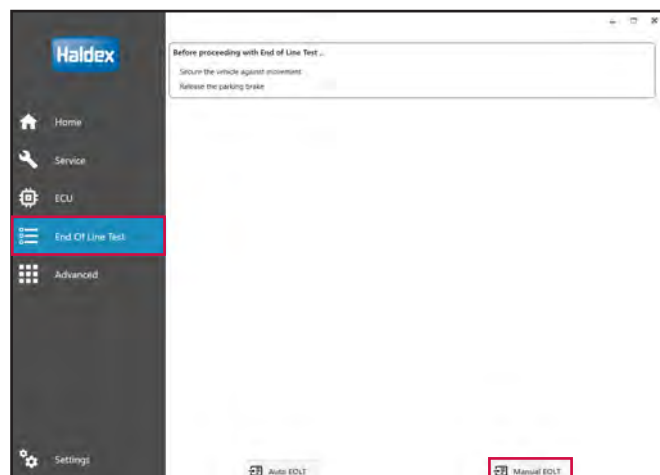 Haldex
Before proceeding with End of Line Test ..
Secure the vehicle against movement
Release the parking brake
Home
Service
ECU
End Of Line Test
Advanced
Settings
Auto EOLT
Manual EOLT